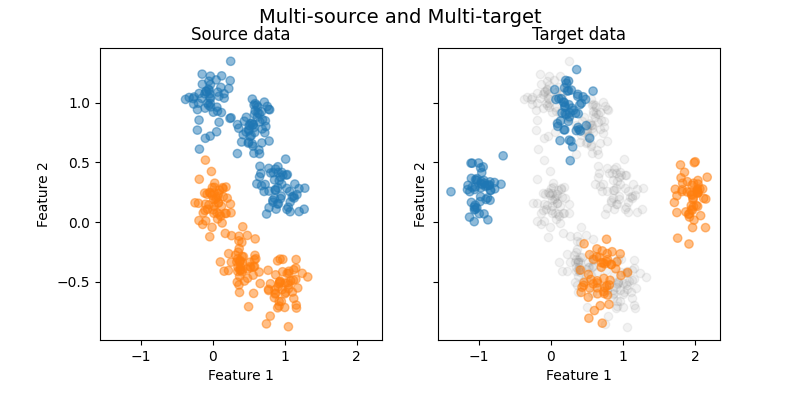 Multi-source and Multi-target
Source data
Target data
Feature 2
1.0
0.5
0.0
−0.5
−1
0
1
2
Feature 1
Feature 2
−1
0
1
2
Feature 1